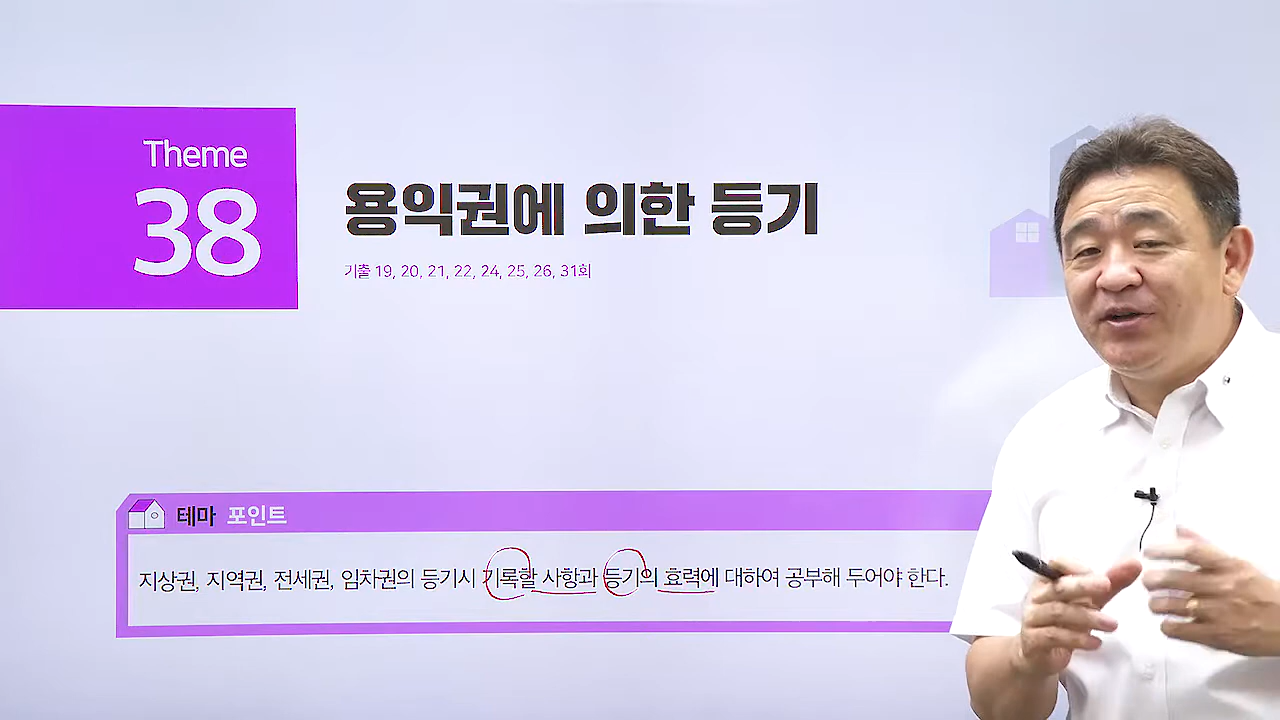 Theme
38
용익권에 의한 등기
기출 19, 20, 21, 22, 24, 25, 26, 31회
테마 포인트
지상권, 지역권, 전세권, 임차권의 등기시 기록할 사항과 등기의 효력에 대하여 공부해 두어야 한다.